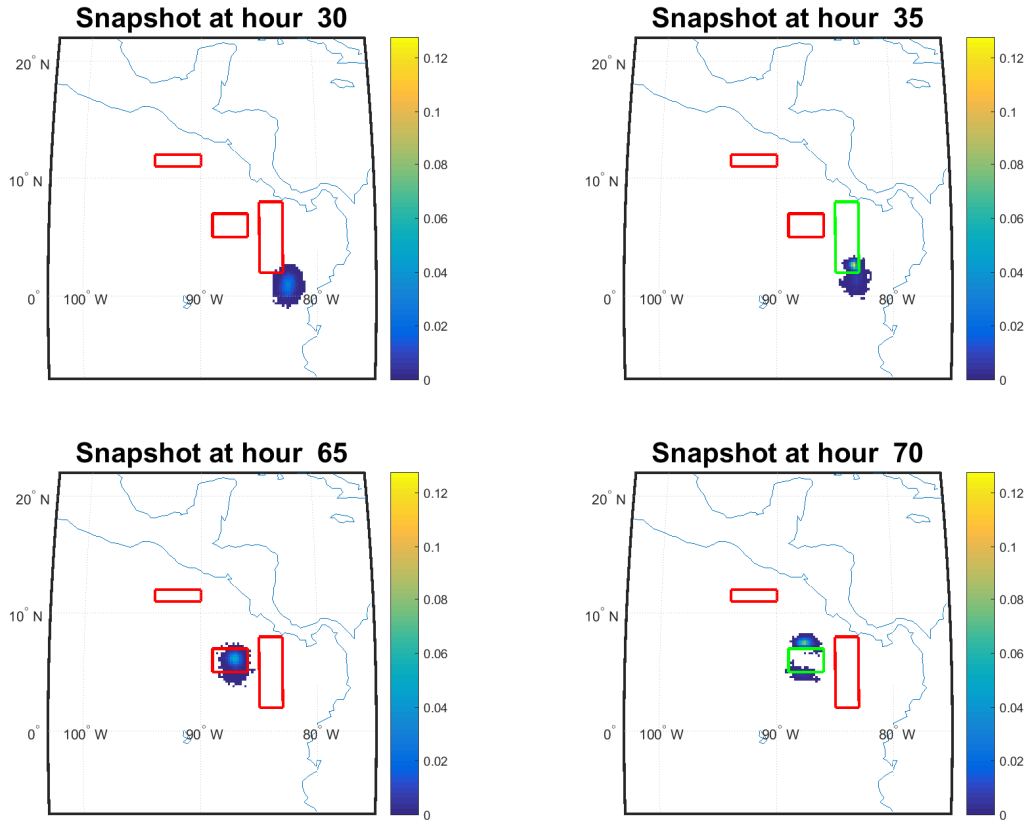 Snapshot at hour 30
20° N
10° N
0°
100° W
90° W
80° W
0.12
0.1
0.08
0.06
0.04
0.02
0
Snapshot at hour 35
20° N
10° N
0°
100° W
90° W
80° W
0.12
0.1
0.08
0.06
0.04
0.02
0
Snapshot at hour 65
20° N
10° N
0°
100° W
90° W
80° W
0.12
0.1
0.08
0.06
0.04
0.02
0
Snapshot at hour 70
20° N
10° N
0°
100° W
90° W
80° W
0.12
0.1
0.08
0.06
0.04
0.02
0